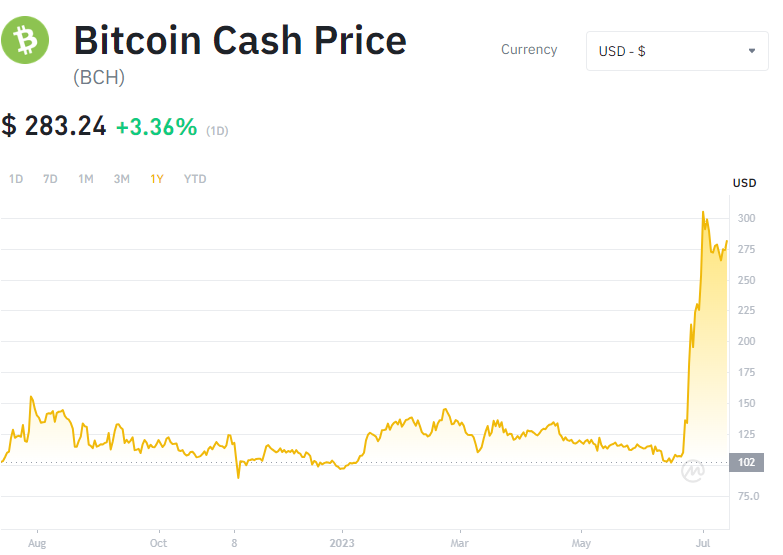 Bitcoin Cash Price
(BCH)
Currency
USD - $
$ 283.24 +3.36% (1D)
1D 7D 1M 3M 1Y YTD
USD
300
275
250
225
200
175
150
125
102
75.0
Aug Oct 8 2023 Mar May Jul